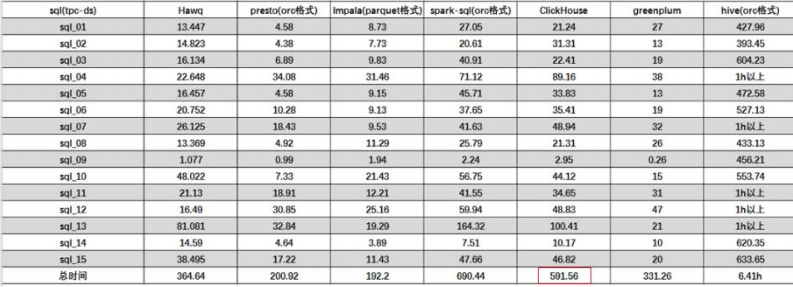 sql(tpc-ds) Hawq presto(orc格式) Impala(parquet格式) spark-sql(orc格式) ClickHouse greenplum hive(orc格式)
sql_01 13.447 4.58 8.73 27.05 21.24 27 427.96
sql_02 14.823 4.38 7.73 20.61 31.31 13 393.45
sql_03 16.134 6.89 9.83 40.91 22.41 19 604.23
sql_04 22.648 34.08 31.46 71.12 89.16 38 1h以上
sql_05 16.457 4.58 9.15 45.71 33.83 13 472.58
sql_06 20.752 10.28 9.13 37.65 35.41 19 527.13
sql_07 26.125 18.43 9.53 41.63 48.94 32 1h以上
sql_08 13.369 4.92 11.29 25.79 21.31 26 433.13
sql_09 1.077 0.99 1.94 2.24 2.95 0.26 456.21
sql_10 48.022 7.33 21.43 56.75 44.12 15 553.74
sql_11 21.13 18.91 12.21 41.55 34.65 31 1h以上
sql_12 16.49 30.85 25.16 59.94 48.83 47 1h以上
sql_13 81.081 32.84 19.29 164.32 100.41 21 1h以上
sql_14 14.59 4.64 3.89 7.51 10.17 10 620.35
sql_15 38.495 17.22 11.43 47.66 46.82 20 633.65
总时间 364.64 200.92 192.2 690.44 591.56 331.26 6.41h